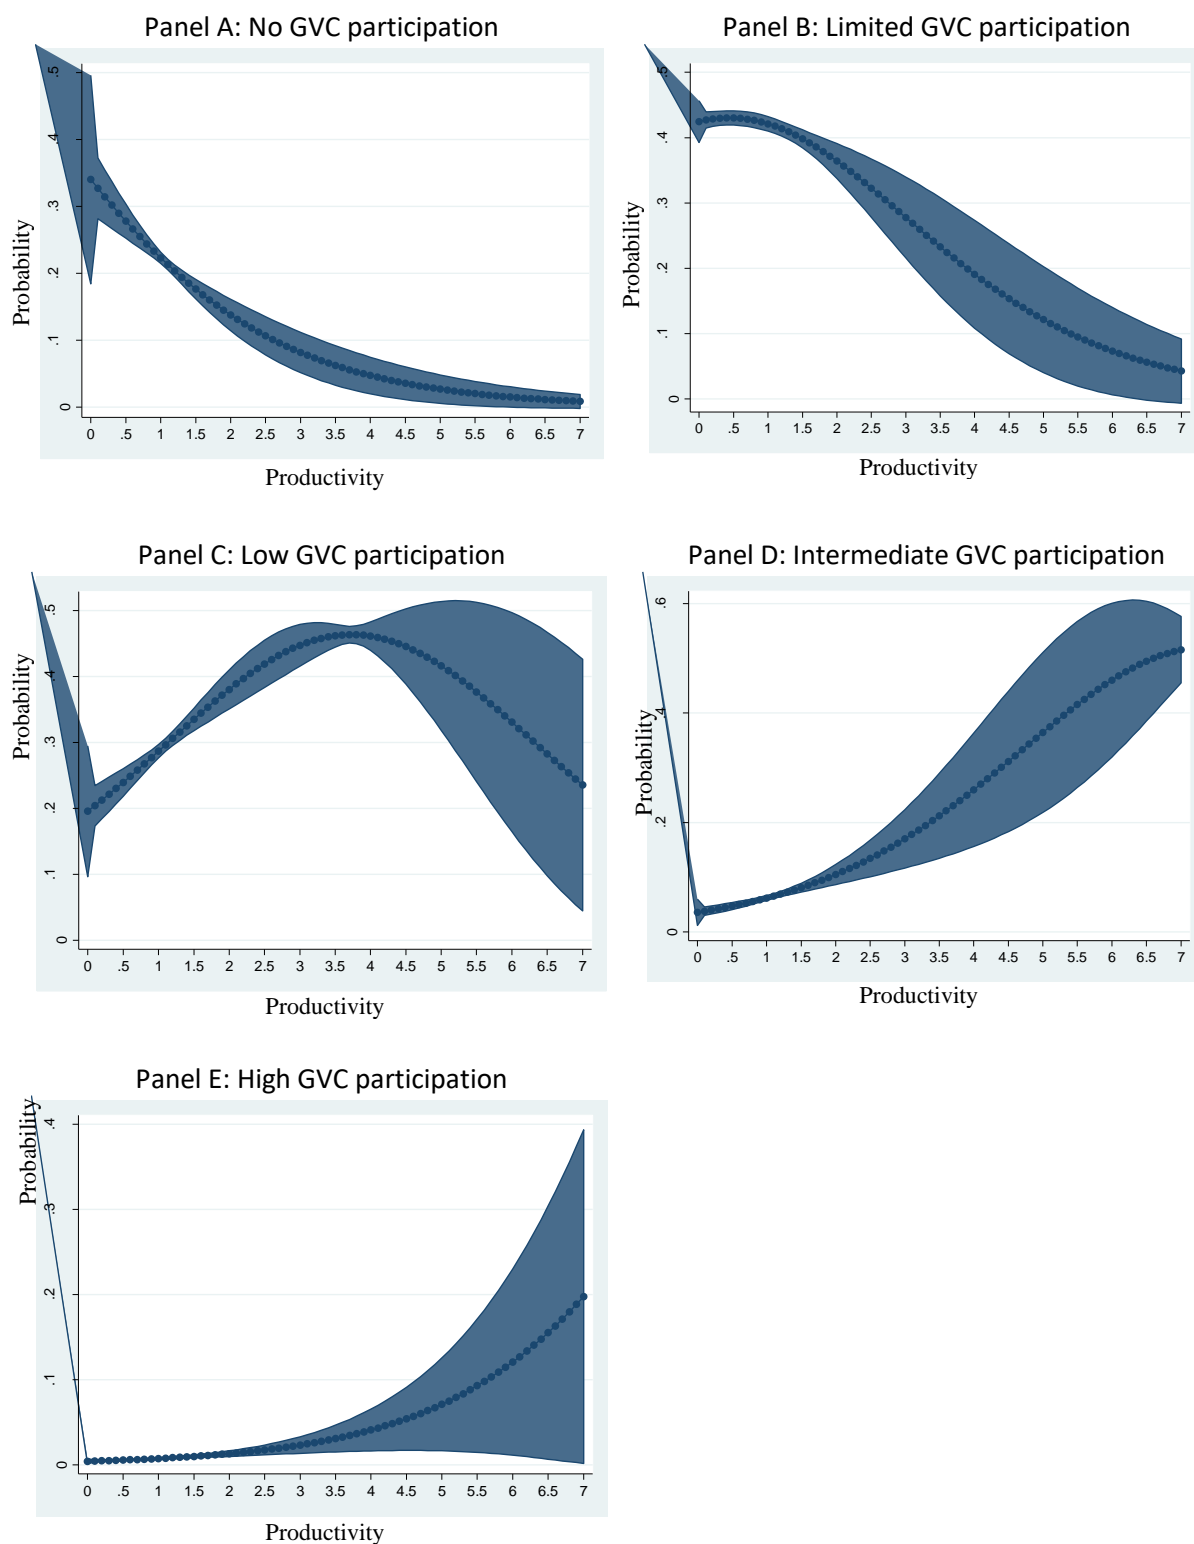 Panel A: No GVC participation
Probability
.5
.4
.3
.2
.1
0
0 .5 1 1.5 2 2.5 3 3.5 4 4.5 5 5.5 6 6.5 7
Productivity
Panel B: Limited GVC participation
Probability
.5
.4
.3
.2
.1
0
0 .5 1 1.5 2 2.5 3 3.5 4 4.5 5 5.5 6 6.5 7
Productivity
Panel C: Low GVC participation
Probability
.5
.4
.3
.2
.1
0
0 .5 1 1.5 2 2.5 3 3.5 4 4.5 5 5.5 6 6.5 7
Productivity
Panel D: Intermediate GVC participation
Probability
.6
.4
.2
0
0 .5 1 1.5 2 2.5 3 3.5 4 4.5 5 5.5 6 6.5 7
Productivity
Panel E: High GVC participation
Probability
.4
.3
.2
.1
0
0 .5 1 1.5 2 2.5 3 3.5 4 4.5 5 5.5 6 6.5 7
Productivity